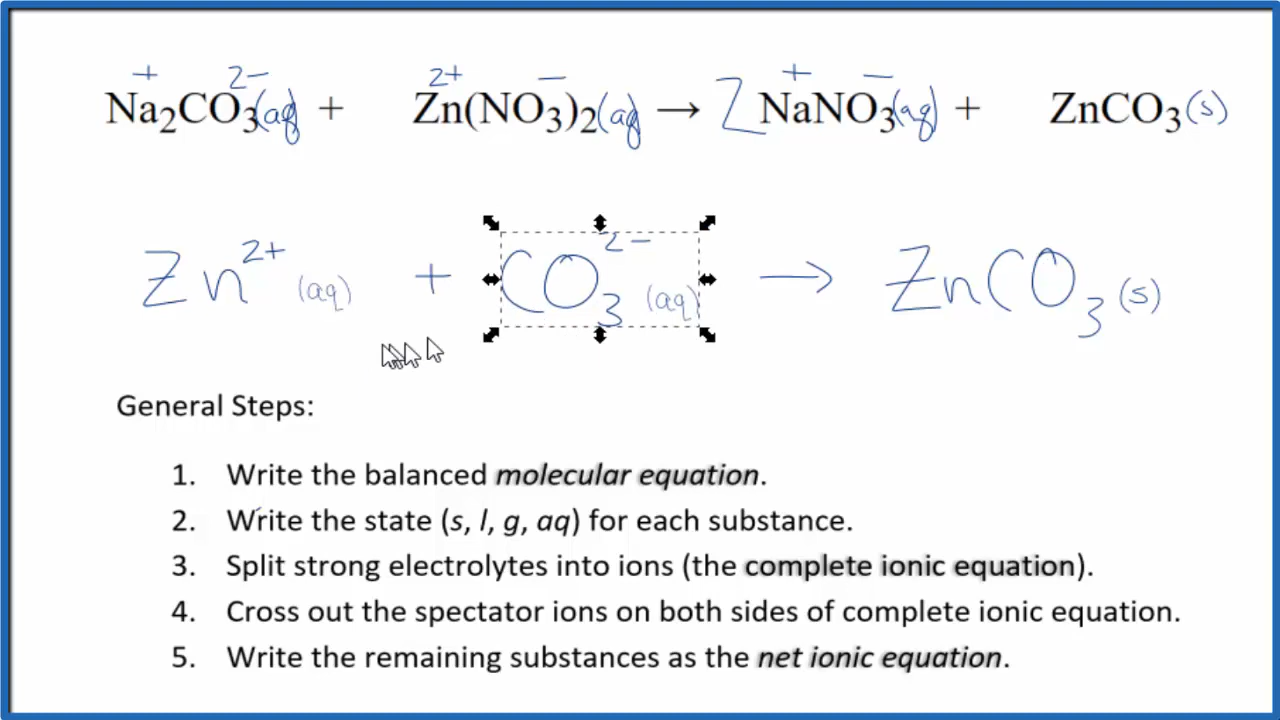 Na₂CO₃(aq) + Zn(NO₃)₂(aq) → 2 Na⁺NO₃⁻(aq) + ZnCO₃(s)
Zn²⁺(aq) + CO₃²⁻(aq) → ZnCO₃(s)
General Steps:
1. Write the balanced molecular equation.
2. Write the state (s, l, g, aq) for each substance.
3. Split strong electrolytes into ions (the complete ionic equation).
4. Cross out the spectator ions on both sides of complete ionic equation.
5. Write the remaining substances as the net ionic equation.